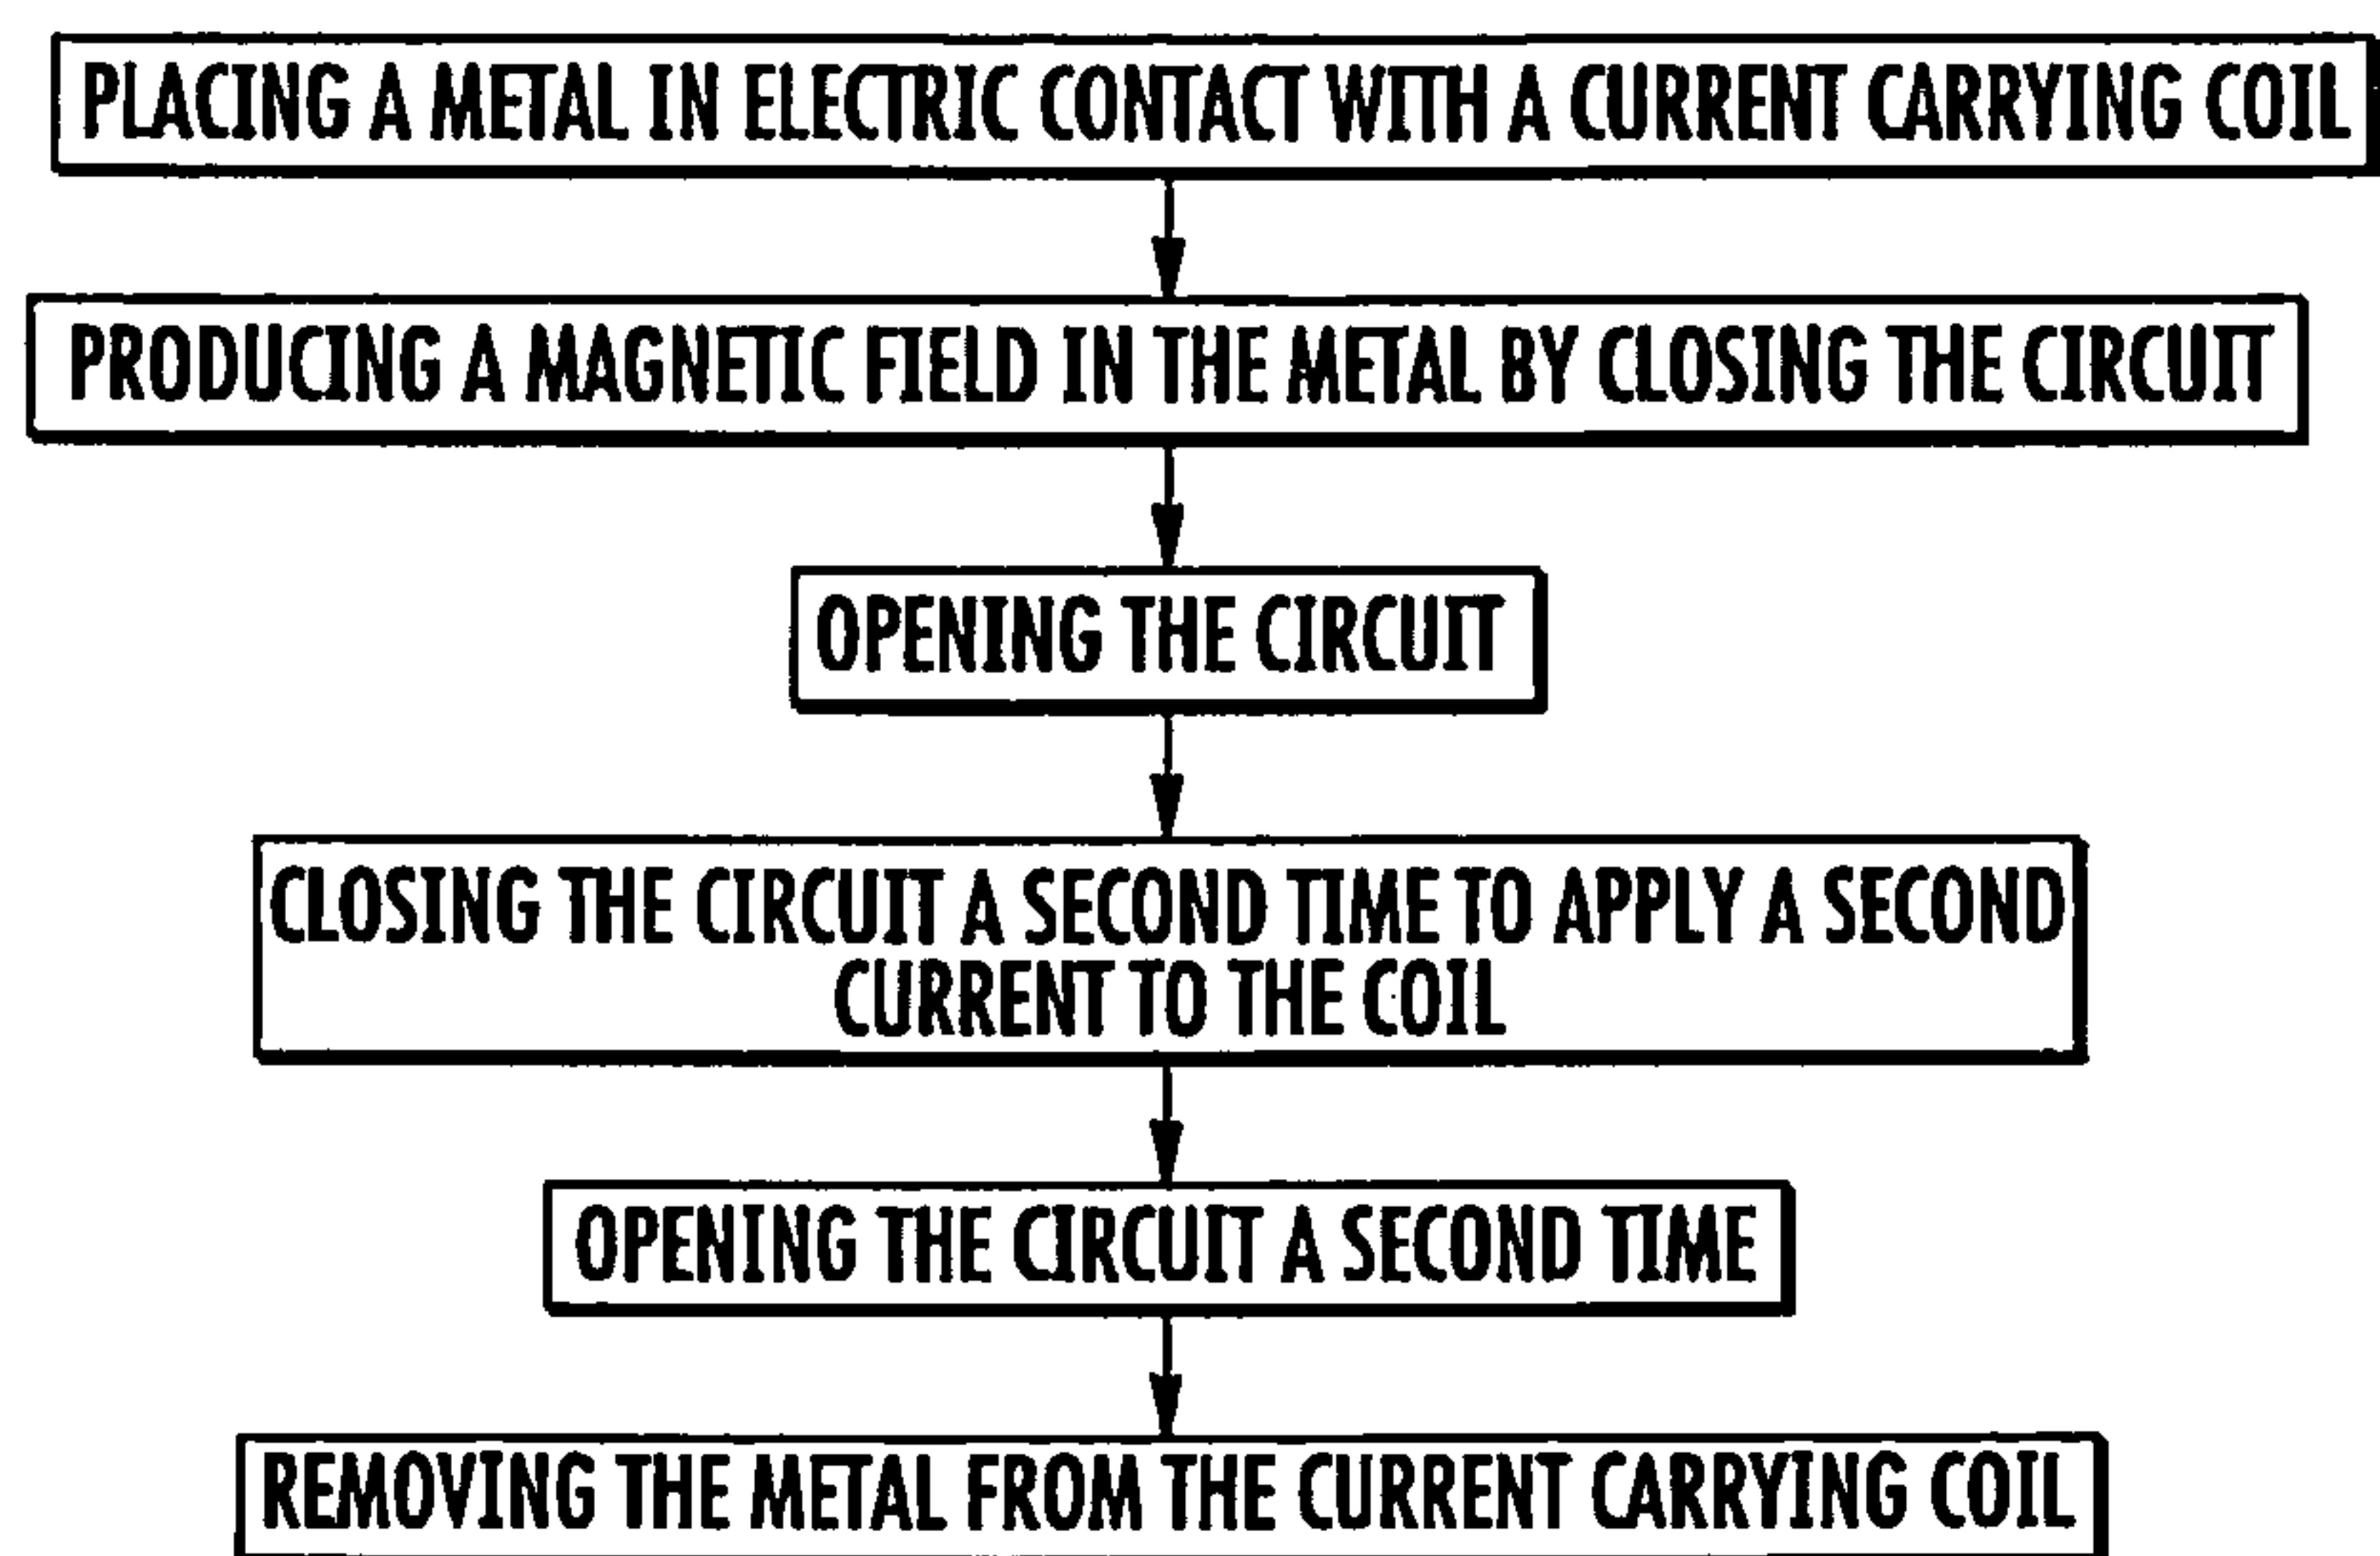 PLACING A METAL IN ELECTRIC CONTACT WITH A CURRENT CARRYING COIL
PRODUCING A MAGNETIC FIELD IN THE METAL BY CLOSING THE CIRCUIT
OPENING THE CIRCUIT
CLOSING THE CIRCUIT A SECOND TIME TO APPLY A SECOND
CURRENT TO THE COIL
OPENING THE CIRCUIT A SECOND TIME
REMOVING THE METAL FROM THE CURRENT CARRYING COIL